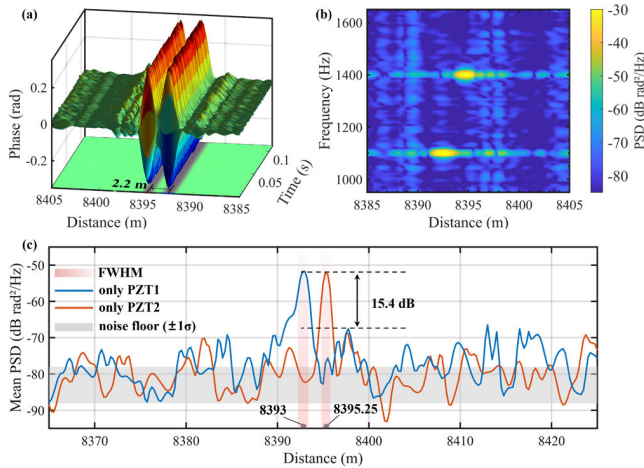 (a)
Phase (rad)
0.2
0
-0.2
2.2 m
8405
8400
8395
8390
8385
Distance (m)
0.05
0.1
Time (s)
(b)
Frequency (Hz)
1600
1400
1200
1000
8385
8390
8395
8400
8405
Distance (m)
-30
-40
-50
-60
-70
-80
PSD (dB rad²/Hz)
(c)
Mean PSD (dB rad²/Hz)
-50
-60
-70
-80
-90
FWHM
only PZT1
only PZT2
noise floor (±1σ)
15.4 dB
8393
8395.25
8370
8380
8390
8400
8410
8420
Distance (m)